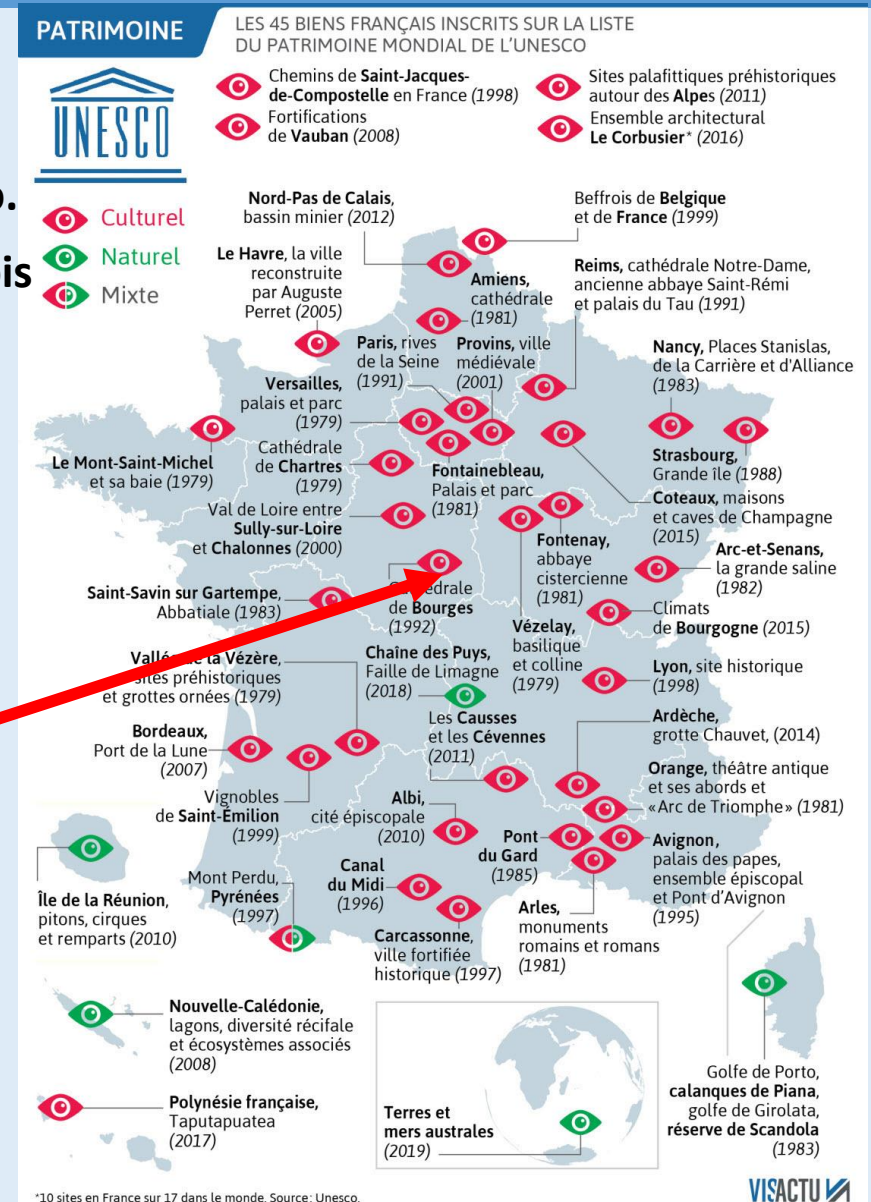 PATRIMOINE
LES 45 BIENS FRANÇAIS INSCRITS SUR LA LISTE
DU PATRIMOINE MONDIAL DE L'UNESCO
UNESCO
Chemins de Saint-Jacques-
de-Compostelle en France (1998)
Fortifications
de Vauban (2008)
Sites palafittiques préhistoriques
autour des Alpes (2011)
Ensemble architectural
Le Corbusier* (2016)
Culturel
Naturel
Mixte
Nord-Pas de Calais,
bassin minier (2012)
Beffrois de Belgique
et de France (1999)
Le Havre, la ville
reconstruite
par Auguste
Perret (2005)
Amiens,
cathédrale
(1981)
Reims, cathédrale Notre-Dame,
ancienne abbaye Saint-Rémi
et palais du Tau (1991)
Paris, rives
de la Seine
(1991)
Provins, ville
médiévale
(2001)
Nancy, Places Stanislas,
de la Carrière et d'Alliance
(1983)
Versailles,
palais et parc
(1979)
Le Mont-Saint-Michel
et sa baie (1979)
Cathédrale
de Chartres
(1979)
Fontainebleau,
Palais et parc
(1981)
Strasbourg,
Grande île (1988)
Coteaux, maisons
et caves de Champagne
(2015)
Val de Loire entre
Sully-sur-Loire
et Chalonnes (2000)
Fontenay,
abbaye
cistercienne
(1981)
Arc-et-Senans,
la grande saline
(1982)
Saint-Savin sur Gartempe,
Abbatiale (1983)
de Bourges
(1992)
Vézelay,
basilique
et colline
(1979)
Climats
de Bourgogne (2015)
Vallée de la Vézère,
sites préhistoriques
et grottes ornées (1979)
Chaîne des Puys,
Faille de Limagne
(2018)
Lyon, site historique
(1998)
Bordeaux,
Port de la Lune
(2007)
Les Causses
et les Cévennes
(2011)
Ardèche,
grotte Chauvet, (2014)
Vignobles
de Saint-Émilion
(1999)
Albi,
cité épiscopale
(2010)
Orange, théâtre antique
et ses abords et
«Arc de Triomphe» (1981)
Pont
du Gard
(1985)
Avignon,
palais des papes,
ensemble épiscopal
et Pont d'Avignon
(1995)
Île de la Réunion,
pitons, cirques
et remparts (2010)
Mont Perdu,
Pyrénées
(1997)
Canal
du Midi
(1996)
Carcassonne,
ville fortifiée
historique (1997)
Arles,
monuments
romains et romans
(1981)
Nouvelle-Calédonie,
lagons, diversité récifale
et écosystèmes associés
(2008)
Polynésie française,
Taputapuatea
(2017)
Terres et
mers australes
(2019)
Golfe de Porto,
calanques de Piana,
golfe de Girolata,
réserve de Scandola
(1983)
*10 sites en France sur 17 dans le monde. Source: Unesco.
VISACTU